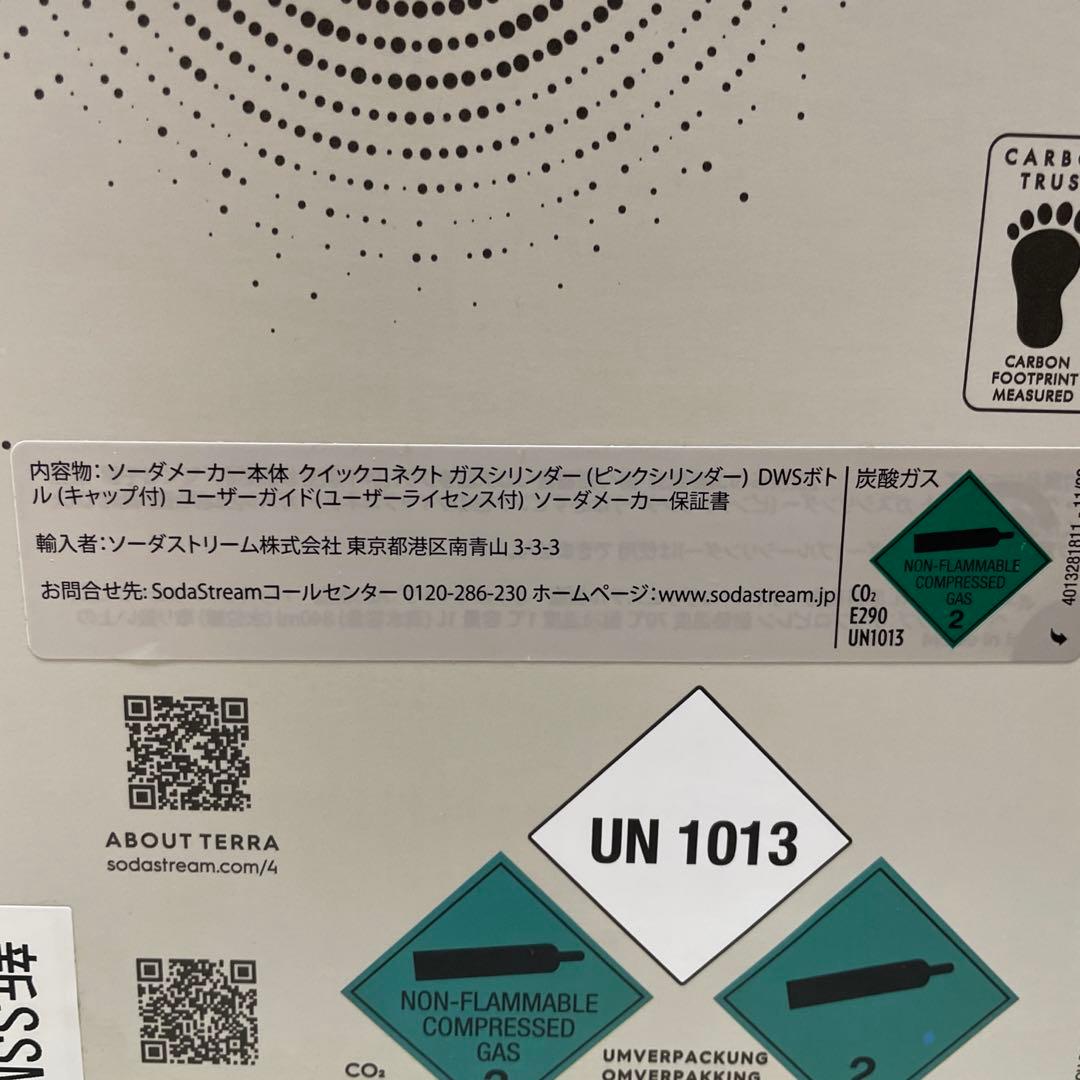 CARBO
TRUS
CARBON
FOOTPRINT
MEASURED
内容物: ソーダメーカー本体 クイックコネクト ガスシリンダー (ピンクシリンダー) DWSボト
ル (キャップ付) ユーザーガイド(ユーザーライセンス付) ソーダメーカー保証書
輸入者:ソーダストリーム株式会社 東京都港区南青山 3-3-3
お問合せ先: SodaStreamコールセンター 0120-286-230 ホームページ:www.sodastream.jp
炭酸ガス
NON-FLAMMABLE
COMPRESSED
GAS
2
CO₂
E290
UN1013
ABOUT TERRA
sodastream.com/4
UN 1013
NON-FLAMMABLE
COMPRESSED
GAS
2
CO₂
UMVERPACKUNG
OMVERPAKKING
2